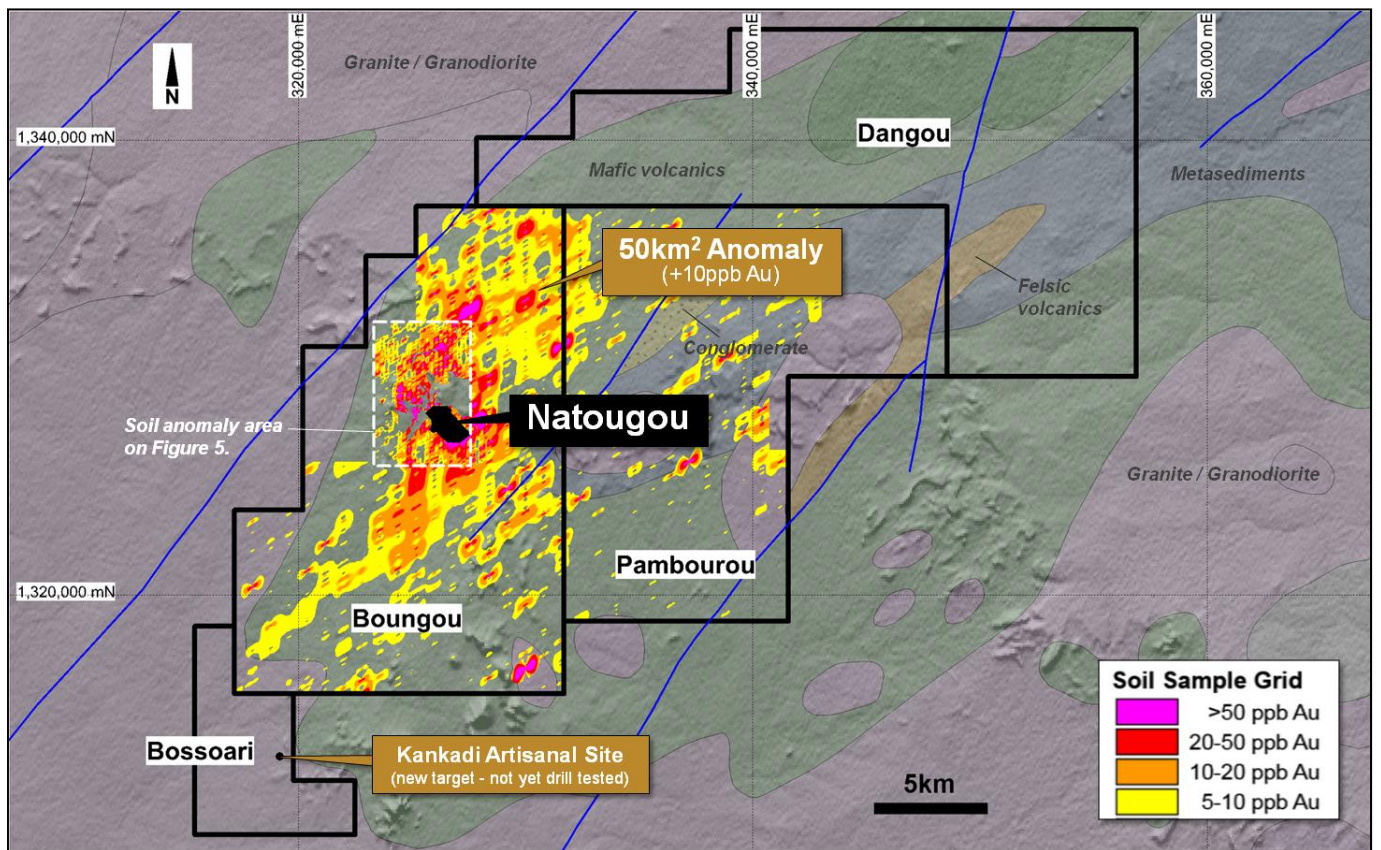 320,000 mE
340,000 mE
360,000 mE
Granite / Granodiorite
N
1,340,000 mN
Dangou
Mafic volcanics
Metasediments
50km² Anomaly
(+10ppb Au)
Felsic
volcanics
Conglomerate
Natougou
Soil anomaly area
on Figure 5.
Granite / Granodiorite
Pambourou
1,320,000 mN
Boungou
Bossoari
Kankadi Artisanal Site
(new target - not yet drill tested)
5km
Soil Sample Grid
>50 ppb Au
20-50 ppb Au
10-20 ppb Au
5-10 ppb Au